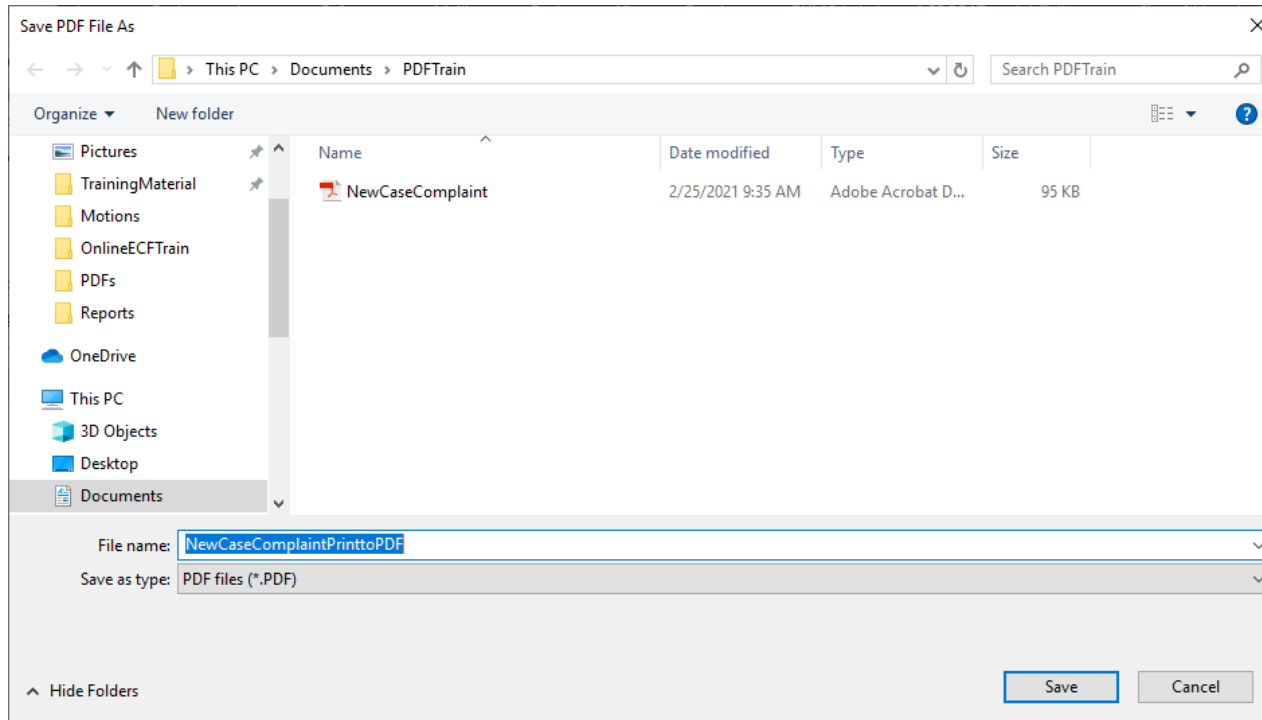 Save PDF File As
This PC > Documents > PDFTrain
Search PDFTrain
Organize
New folder
?
Pictures
TrainingMaterial
Motions
OnlineECFTrain
PDFs
Reports
OneDrive
This PC
3D Objects
Desktop
Documents
Name Date modified Type Size
NewCaseComplaint 2/25/2021 9:35 AM Adobe Acrobat D... 95 KB
File name: NewCaseComplaintPrinttoPDF
Save as type: PDF files (*.PDF)
Hide Folders
Save Cancel